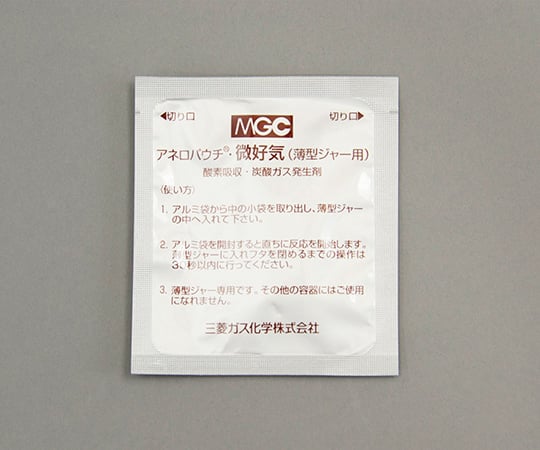 ◀切り口 切り口▶
MGC
アネロパウチ®・微好気(薄型ジャー用)
酸素吸収・炭酸ガス発生剤
〈使い方〉
1. アルミ袋から中の小袋を取り出し、薄型ジャー
の中へ入れて下さい。
2. アルミ袋を開封すると直ちに反応を開始します。
薄型ジャーに入れフタを閉めるまでの操作は
秒以内に行ってください。
3. 薄型ジャー専用です。その他の容器にはご使用
になれません。
三菱ガス化学株式会社